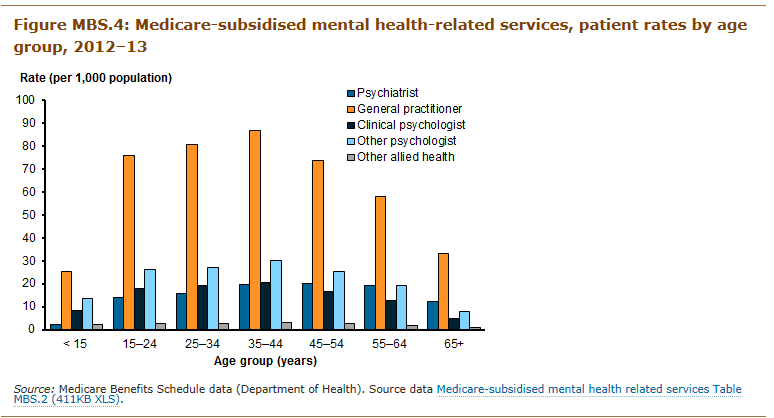 Figure MBS.4: Medicare-subsidised mental health-related services, patient rates by age
group, 2012–13
Rate (per 1,000 population)
Psychiatrist
General practitioner
Clinical psychologist
Other psychologist
Other allied health
100
90
80
70
60
50
40
30
20
10
0
< 15 15–24 25–34 35–44 45–54 55–64 65+
Age group (years)
Source: Medicare Benefits Schedule data (Department of Health). Source data Medicare-subsidised mental health related services Table
MBS.2 (411KB XLS).